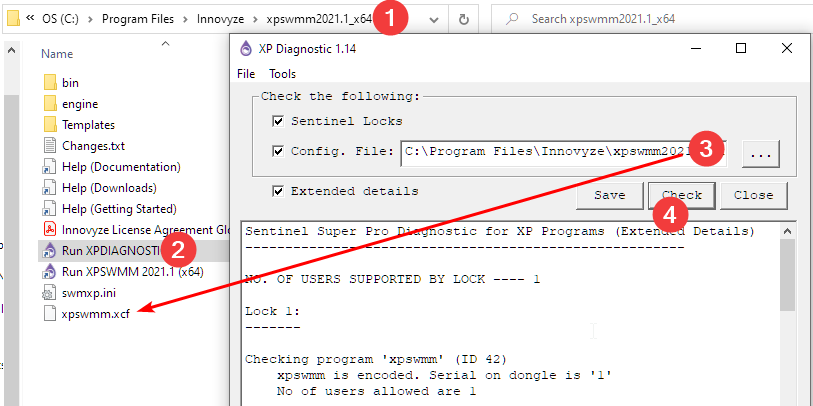 « OS (C:) › Program Files › Innovyze › xpswmm2021.1_x64
1
Search xpswmm2021.1_x64
Name
bin
engine
Templates
Changes.txt
Help (Documentation)
Help (Downloads)
Help (Getting Started)
Innovyze License Agreement Glo
Run XPDIAGNOSTI
2
Run XPSWMM 2021.1 (x64)
swmxp.ini
xpswmm.xcf
XP Diagnostic 1.14
File Tools
Check the following:
Sentinel Locks
Config. File: C:\Program Files\Innovyze\xpswmm202
3
...
Extended details
Save Check Close
4
Sentinel Super Pro Diagnostic for XP Programs (Extended Details)
----------------------------------------------------------------
NO. OF USERS SUPPORTED BY LOCK ---- 1
Lock 1:
-------
Checking program 'xpswmm' (ID 42)
xpswmm is encoded. Serial on dongle is '1'
No of users allowed are 1